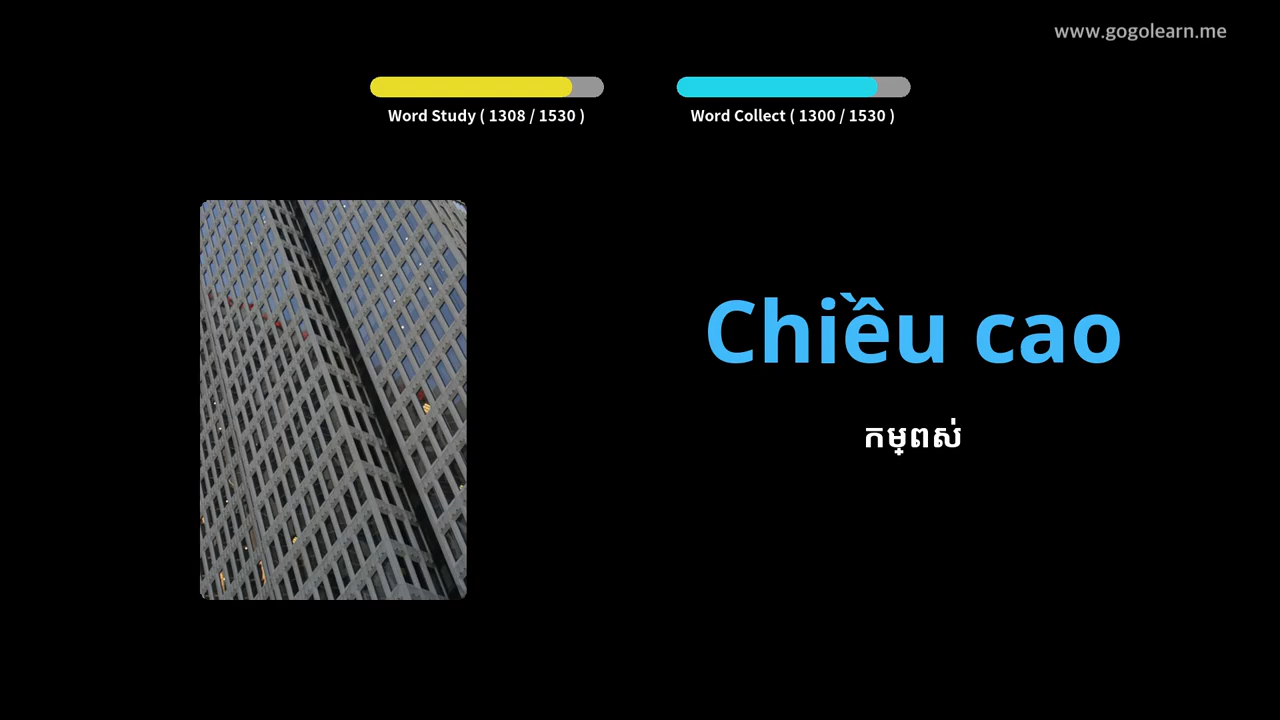 www.gogolearn.me
Word Study ( 1308 / 1530 )
Word Collect ( 1300 / 1530 )
Chiều cao
កម្ពស់